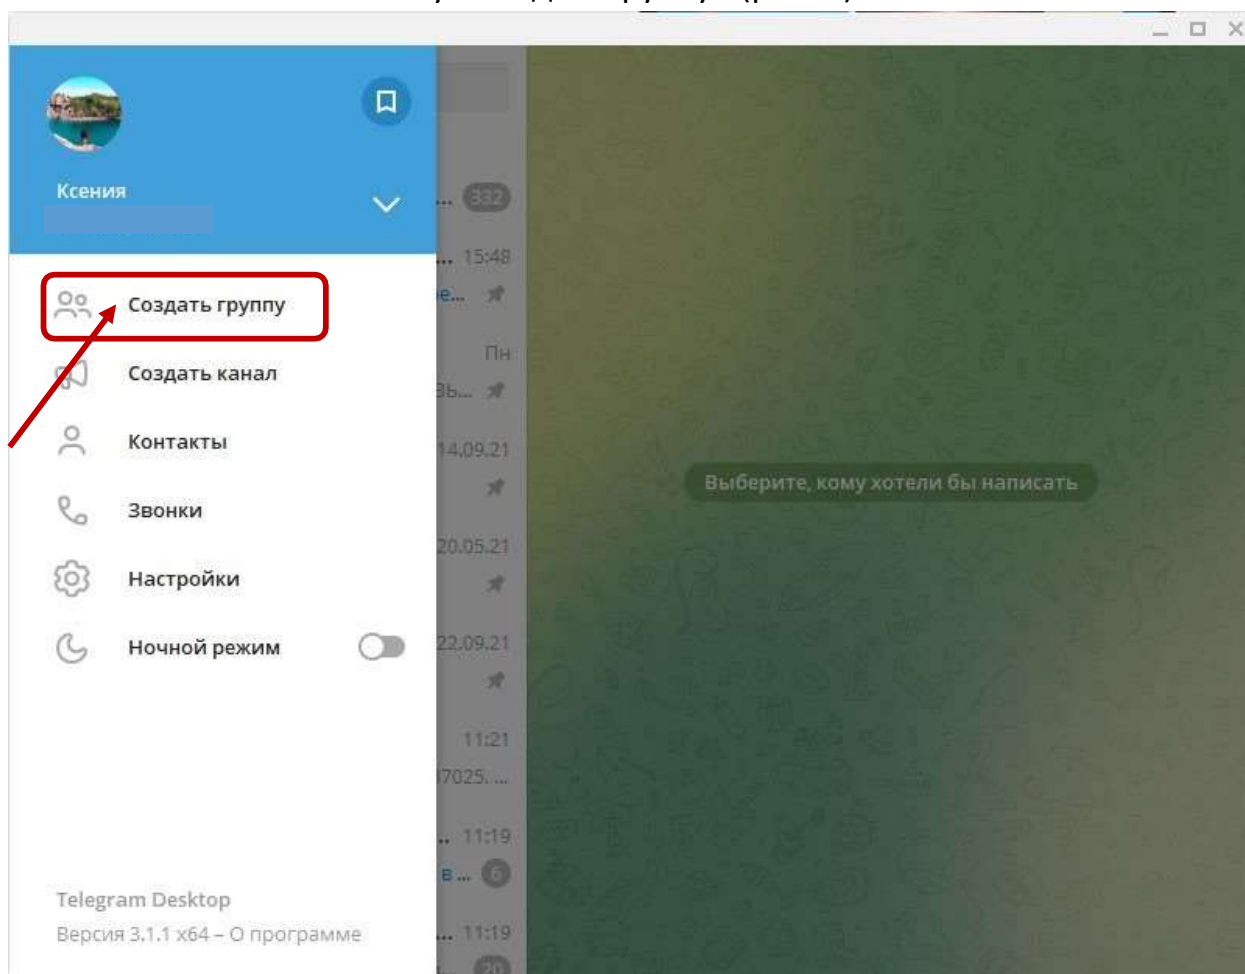 Ксения
... 332
... 15:48
Создать группу
Пн
Создать канал
Контакты
14.09.21
Выберите, кому хотели бы написать
Звонки
20.05.21
Настройки
Ночной режим
22.09.21
11:21
17025. ...
.. 11:19
в ... 6
Telegram Desktop
Версия 3.1.1 x64 – О программе
... 11:19
20